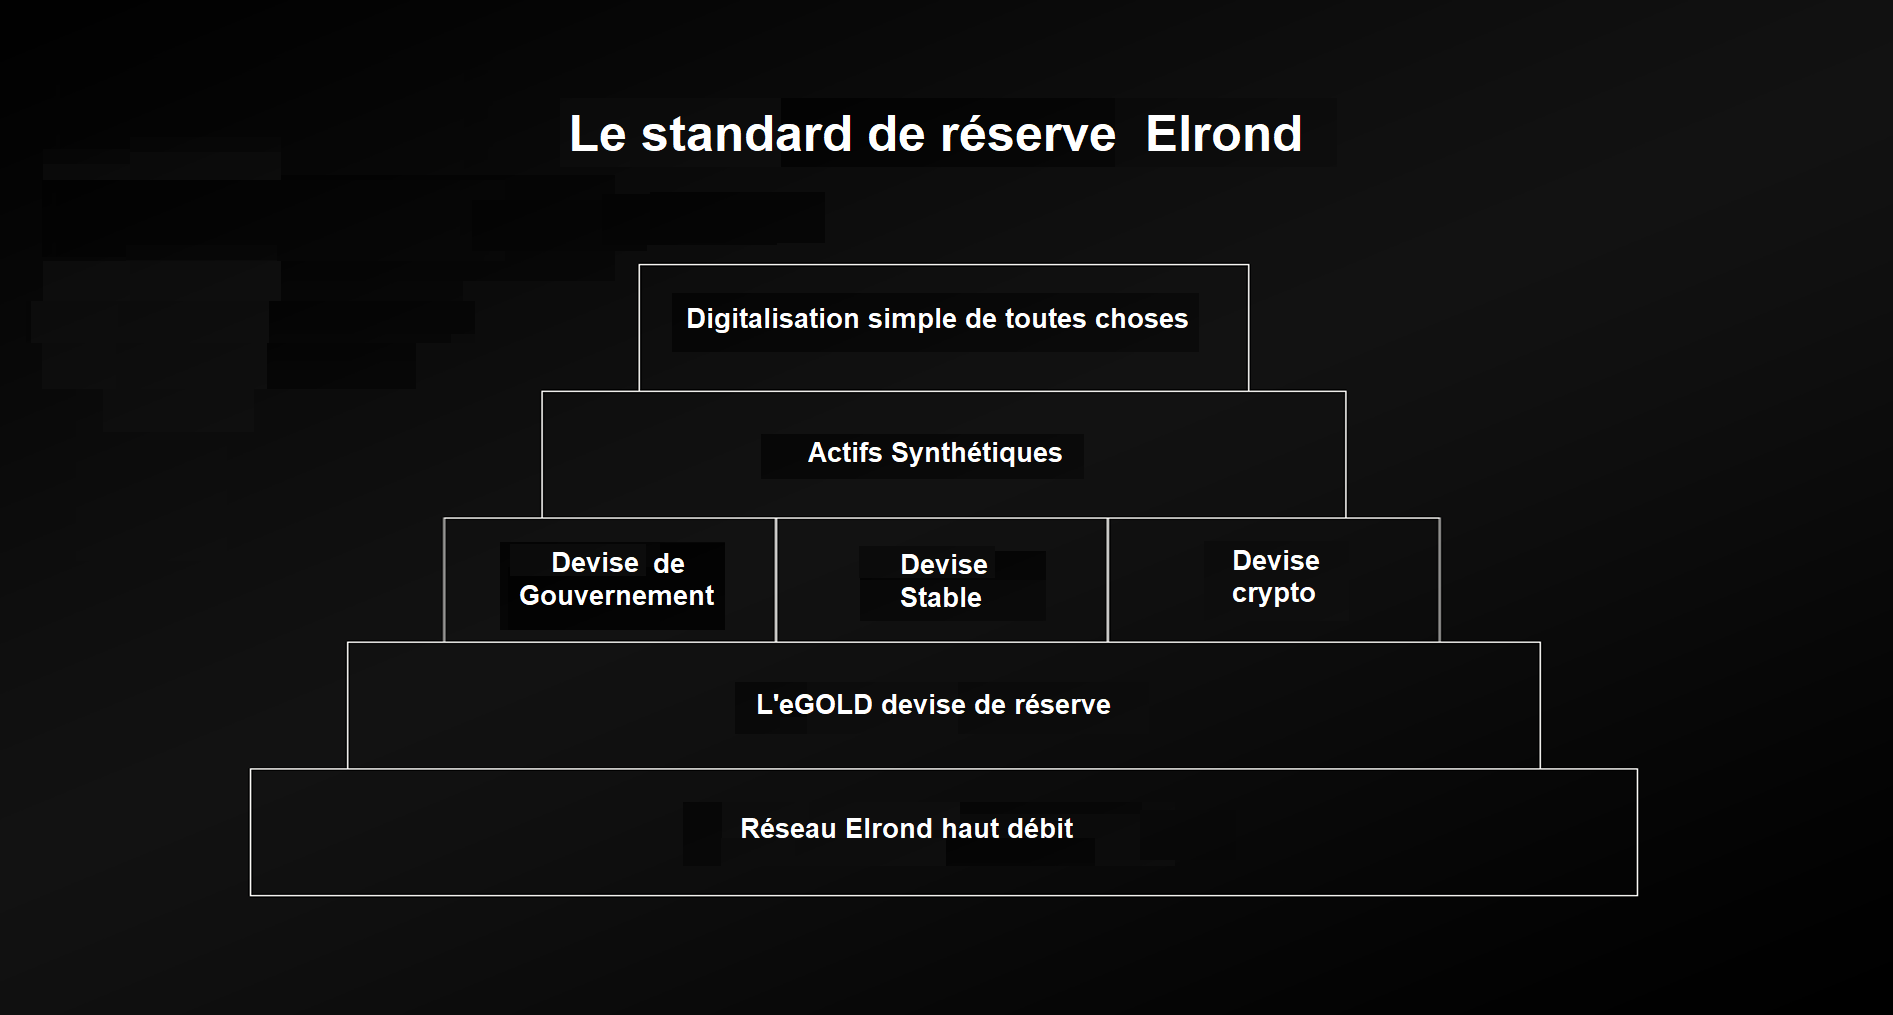 Le standard de réserve Elrond
Digitalisation simple de toutes choses
Actifs Synthétiques
Devise de
Gouvernement
Devise
Stable
Devise
crypto
L'eGOLD devise de réserve
Réseau Elrond haut débit